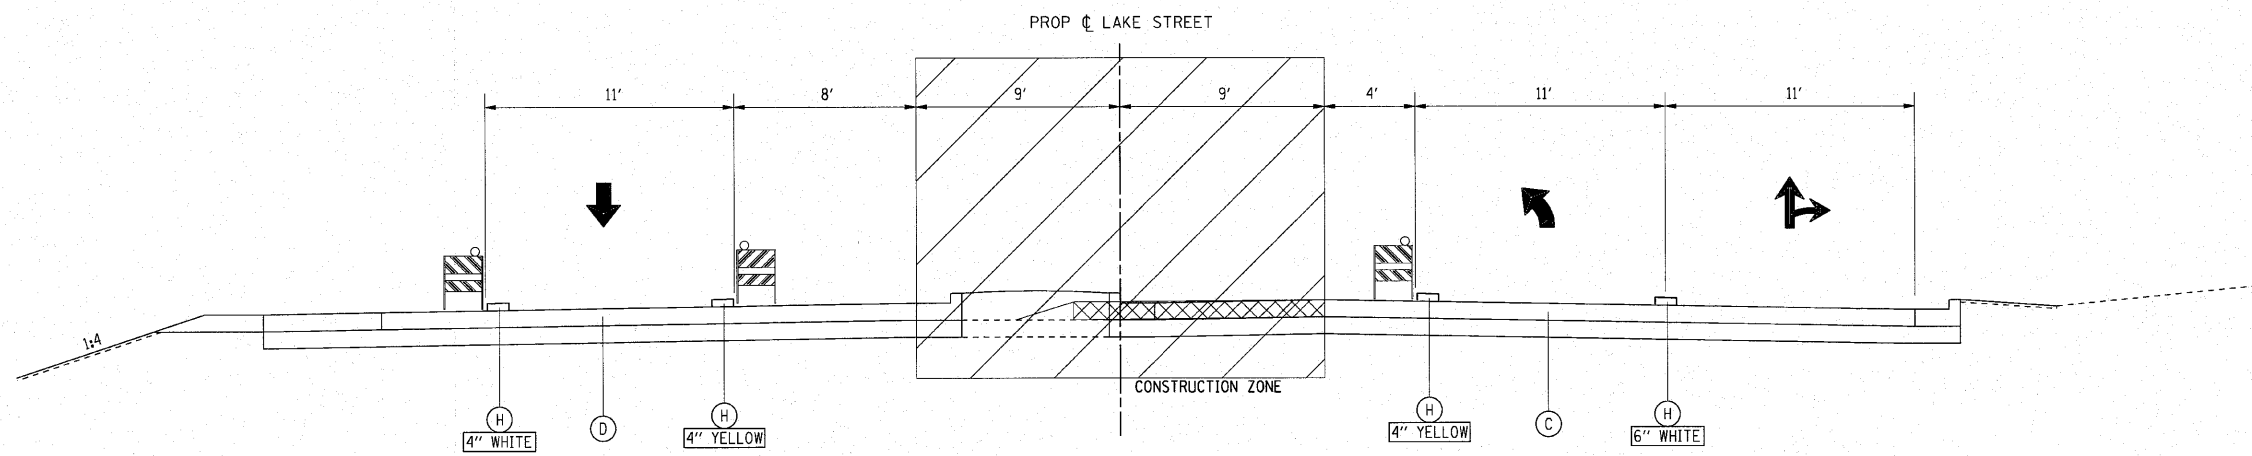 PROP ℄ LAKE STREET
11' 8' 9' 9' 4' 11' 11'
1:4
CONSTRUCTION ZONE
H H H H
D C
4" WHITE 4" YELLOW 4" YELLOW 6" WHITE